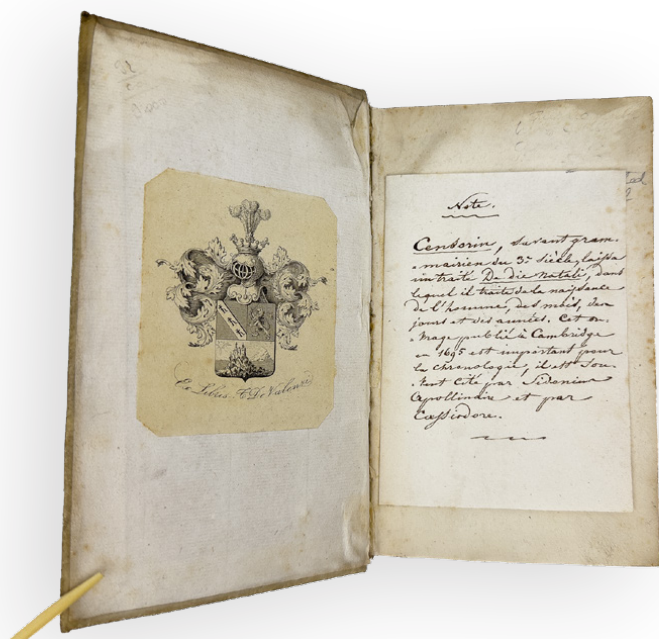 Ex Libris
Note.
Censorin, savant gram-
-mairien du 3e siècle, laissa
un traité De die Natali, dans
lequel il traite de la naissance
de l'homme, des mois, des
jours et des années. Cet ou-
-vrage publié à Cambridge
en 1695 est important pour
la chronologie, il est sou-
-vent cité par Sidenius
Apollinaire et par
Cassiodore.